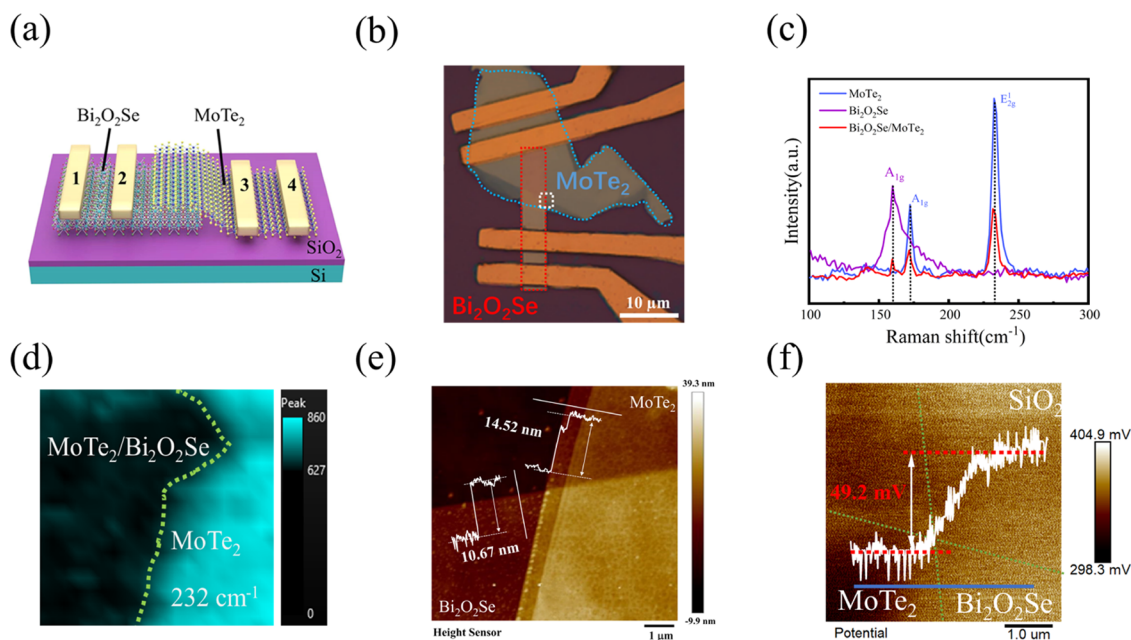 (a)
Bi₂O₂Se
MoTe₂
1
2
3
4
SiO₂
Si
(b)
MoTe₂
Bi₂O₂Se
10 μm
(c)
MoTe₂
Bi₂O₂Se
Bi₂O₂Se/MoTe₂
A₁g
A₁g
E¹₂g
Intensity(a.u.)
100
150
200
250
300
Raman shift(cm⁻¹)
(d)
Peak
860
627
0
MoTe₂/Bi₂O₂Se
MoTe₂
232 cm⁻¹
(e)
39.3 nm
MoTe₂
14.52 nm
10.67 nm
Bi₂O₂Se
-9.9 nm
Height Sensor
1 μm
(f)
SiO₂
404.9 mV
49.2 mV
298.3 mV
MoTe₂
Bi₂O₂Se
Potential
1.0 um